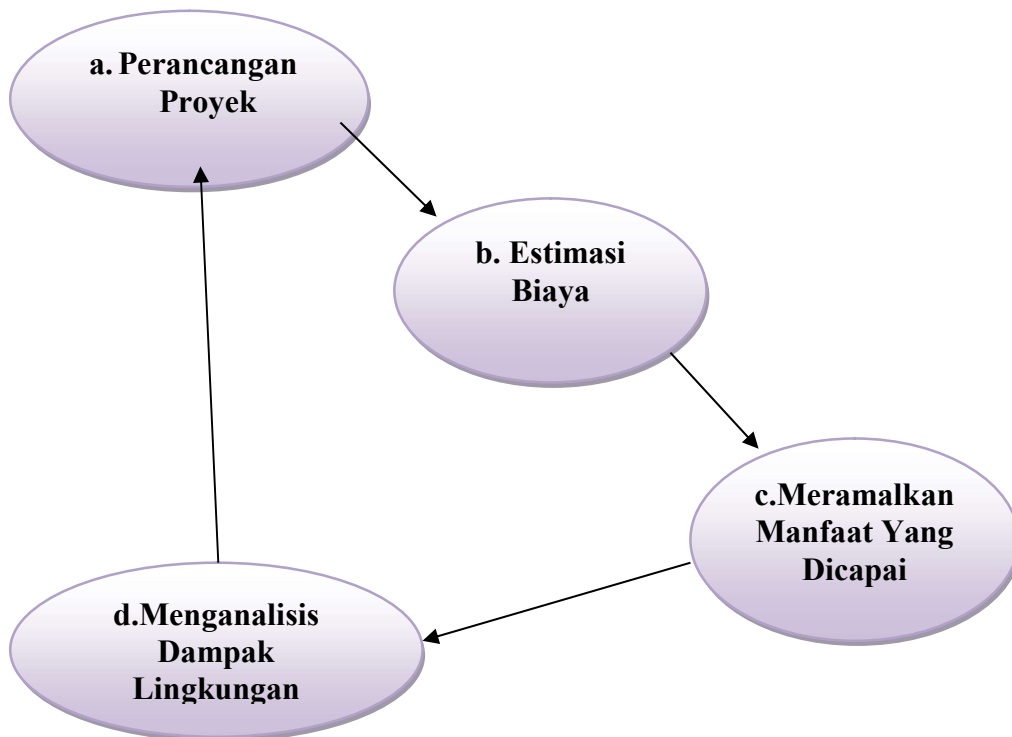 a. Perancangan
Proyek
b. Estimasi
Biaya
c.Meramalkan
Manfaat Yang
Dicapai
d.Menganalisis
Dampak
Lingkungan